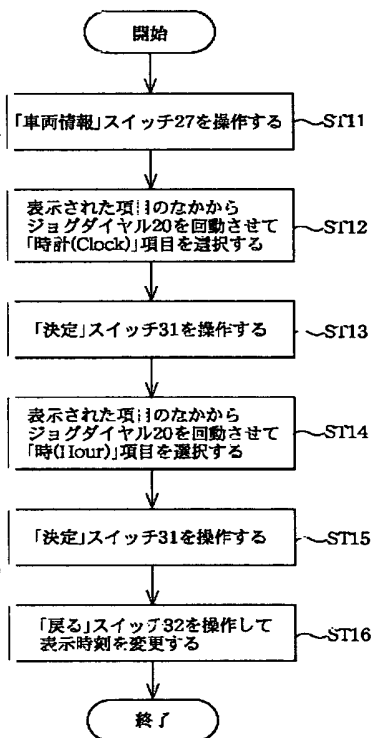 開始
「車両情報」スイッチ27を操作する
ST11
表示された項目のなかから
ジョグダイヤル20を回動させて
「時計(Clock)」項目を選択する
ST12
「決定」スイッチ31を操作する
ST13
表示された項目のなかから
ジョグダイヤル20を回動させて
「時(Hour)」項目を選択する
ST14
「決定」スイッチ31を操作する
ST15
「戻る」スイッチ32を操作して
表示時刻を変更する
ST16
終了